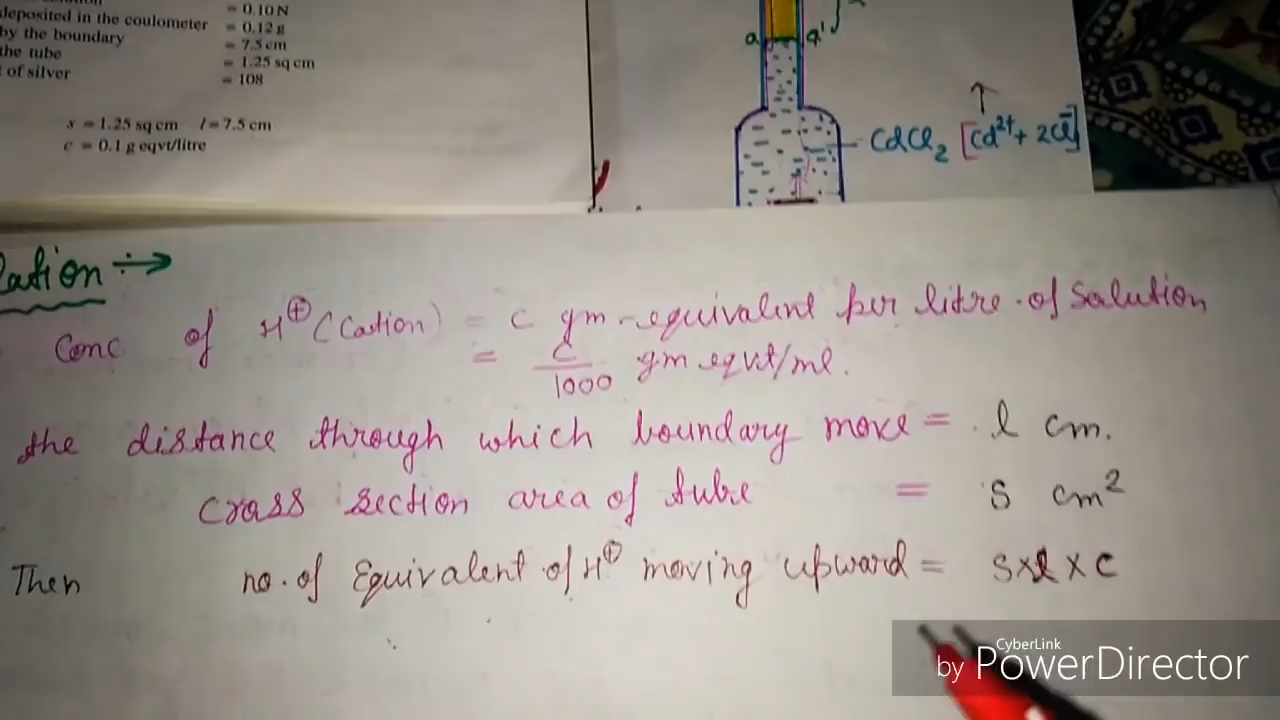 = 0.10 N
deposited in the coulometer = 0.12 g
by the boundary = 7.5 cm
the tube = 1.25 sq cm
of silver = 108
s = 1.25 sq cm l = 7.5 cm
c = 0.1 g eqvt/litre
a a'
↑
CdCl2 [Cd2+ + 2Cl-]
lation ÷→
Conc of H⊕ (Cation) = c gm-equivalent per litre of Solution
= c/1000 gm eqvt/ml.
the distance through which boundary move = l cm.
Cross section area of tube = s cm2
Then no. of Equivalent of H⊕ moving upward = s×l×c
CyberLink
by PowerDirector